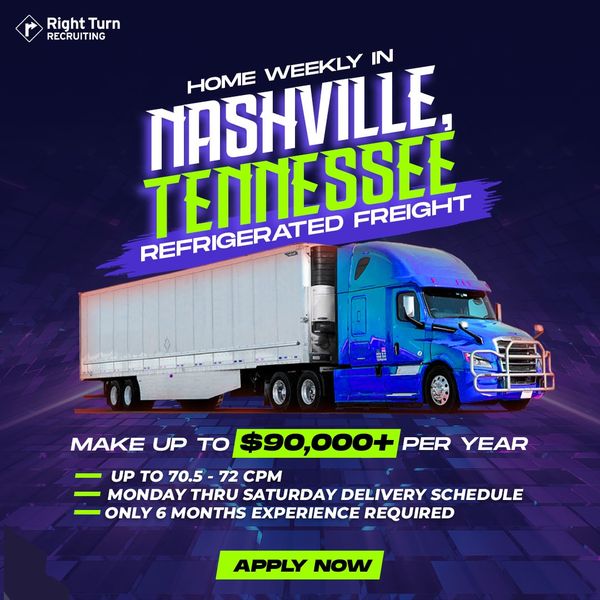 Right Turn
RECRUITING
HOME WEEKLY IN
NASHVILLE,
TENNESSEE
REFRIGERATED FREIGHT
MAKE UP TO $90,000+ PER YEAR
UP TO 70.5 - 72 CPM
MONDAY THRU SATURDAY DELIVERY SCHEDULE
ONLY 6 MONTHS EXPERIENCE REQUIRED
APPLY NOW